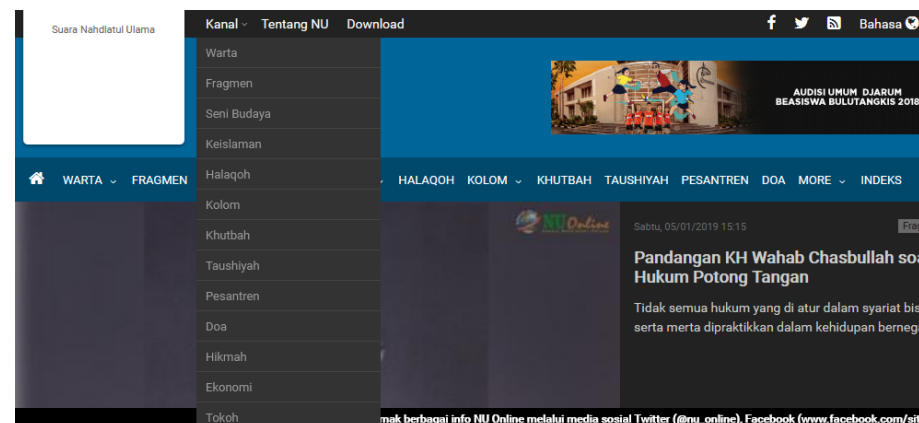 Suara Nahdlatul Ulama
Kanal Tentang NU Download
Bahasa
Warta
Fragmen
Seni Budaya
Keislaman
Halaqoh
Kolom
Khutbah
Taushiyah
Pesantren
Doa
Hikmah
Ekonomi
Tokoh
AUDISI UMUM DJARUM
BEASISWA BULUTANGKIS 2018
WARTA FRAGMEN HALAQOH KOLOM KHUTBAH TAUSHIYAH PESANTREN DOA MORE INDEKS
NU Online
Sabtu, 05/01/2019 15:15
Pandangan KH Wahab Chasbullah
Hukum Potong Tangan
Tidak semua hukum yang di atur dalam syariat
serta merta dipraktikkan dalam kehidupan
berbagai info NU Online melalui media sosial Twitter (@nu_online), Facebook (www.facebook.com/